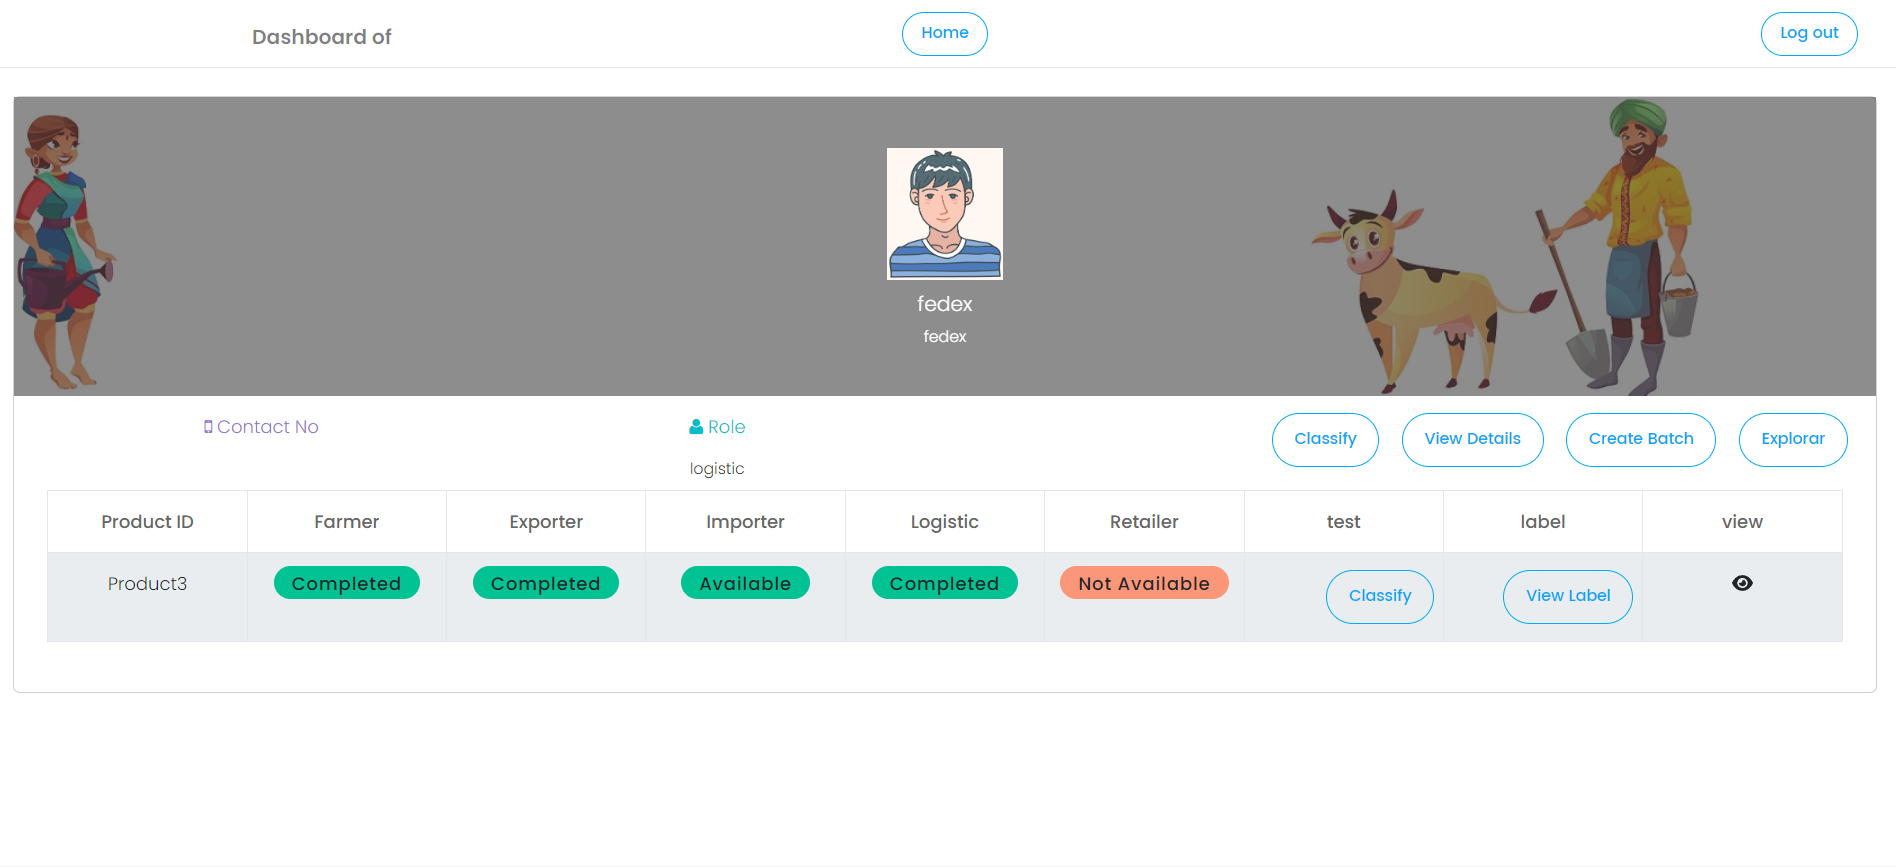 Dashboard of
Home
Log out
fedex
fedex
Contact No
Role
logistic
Classify
View Details
Create Batch
Explorar
Product ID Farmer Exporter Importer Logistic Retailer test label view
Product3 Completed Completed Available Completed Not Available Classify View Label